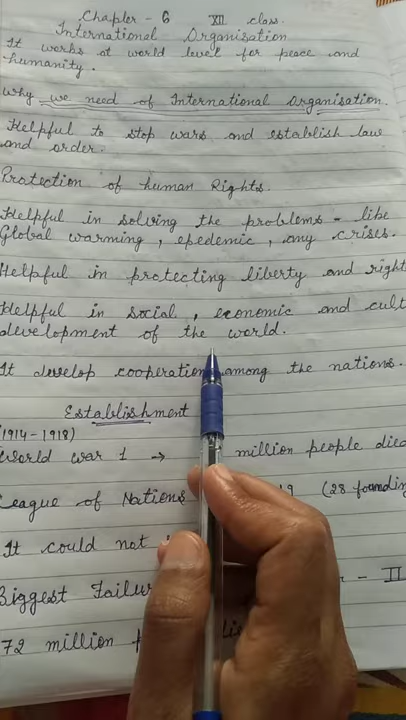 Chapter - 6 XII class.
International Organisation
It works at world level for peace and
humanity.
Why we need of International Organisation.
Helpful to stop wars and establish law
and order.
Protection of human Rights.
Helpful in solving the problems - like
Global warming, epedemic, any crises.
Helpful in protecting liberty and right
Helpful in social, economic and cult
development of the world.
It develop cooperation among the nations.
Establishment
(1914-1918)
World war 1 → million people died
League of Nations 19 (28 founding
It could not
Biggest Failur - II
72 million